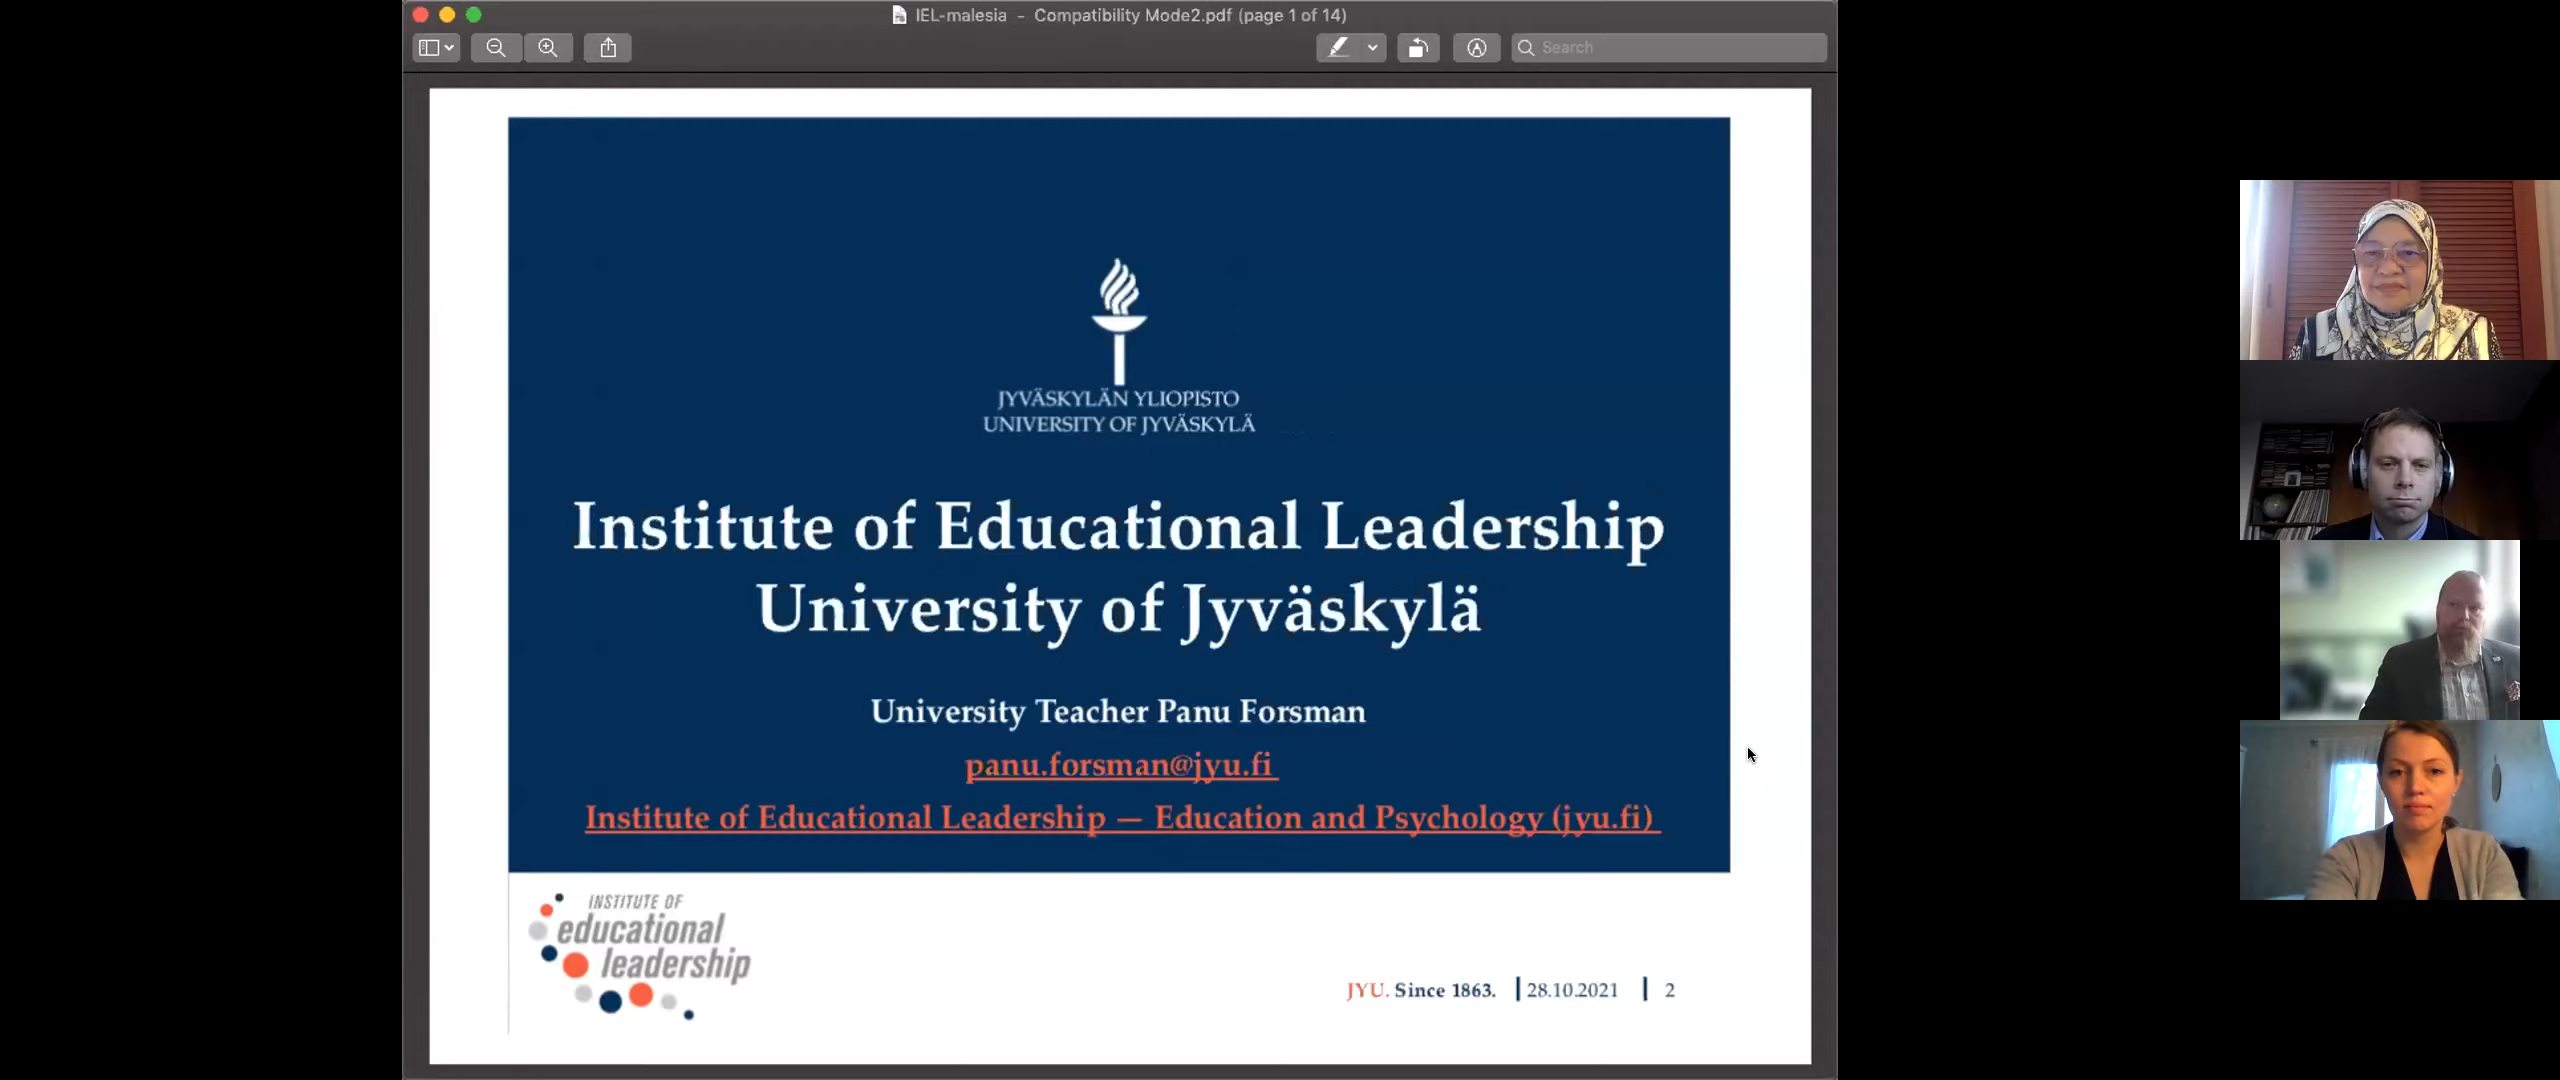 IEL-malesia – Compatibility Mode2.pdf (page 1 of 14)
Search
JYVÄSKYLÄN YLIOPISTO
UNIVERSITY OF JYVÄSKYLÄ
Institute of Educational Leadership
University of Jyväskylä
University Teacher Panu Forsman
panu.forsman@jyu.fi
Institute of Educational Leadership — Education and Psychology (jyu.fi)
INSTITUTE OF
educational
leadership
JYU. Since 1863. | 28.10.2021 | 2